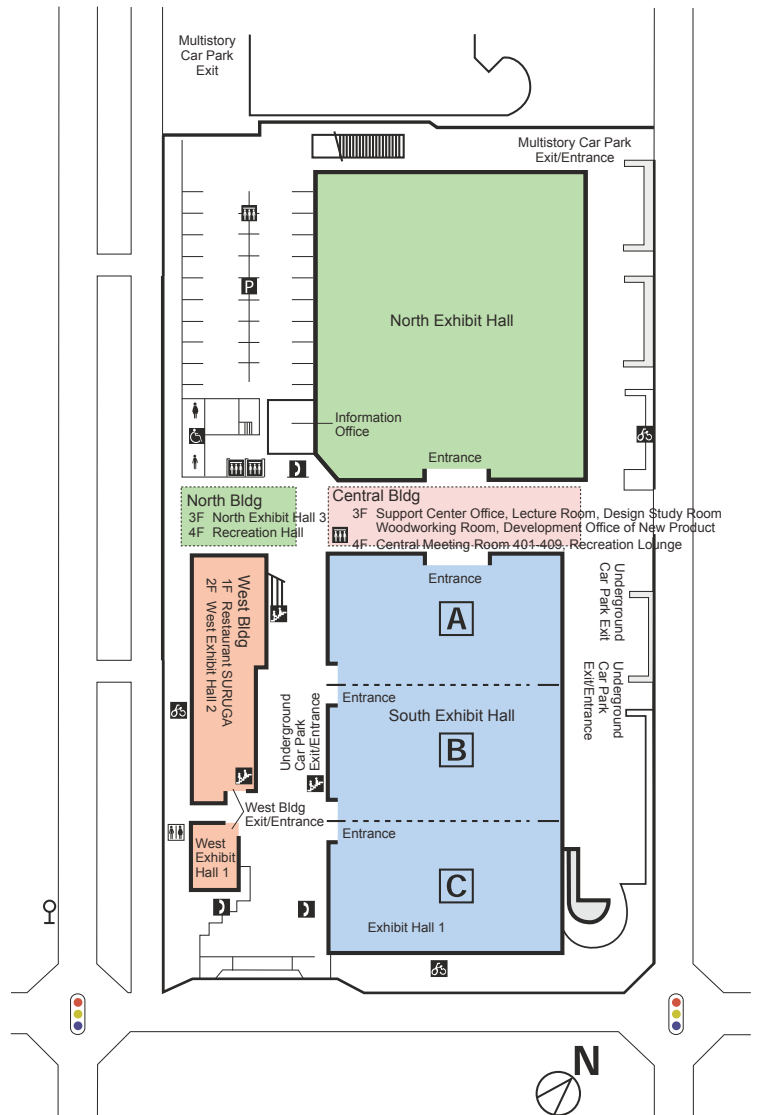 Multistory
Car Park
Exit
Multistory Car Park
Exit/Entrance
P
North Exhibit Hall
Information
Office
Entrance
North Bldg
3F North Exhibit Hall 3
4F Recreation Hall
Central Bldg
3F Support Center Office, Lecture Room, Design Study Room
Woodworking Room, Development Office of New Product
4F Central Meeting Room 401-409, Recreation Lounge
Entrance
A
West Bldg
1F Restaurant SURUGA
2F West Exhibit Hall 2
Underground
Car Park Exit
Underground
Car Park
Exit/Entrance
Entrance
South Exhibit Hall
B
Underground
Car Park
Exit/Entrance
West Bldg
Exit/Entrance
Entrance
West
Exhibit
Hall 1
C
Exhibit Hall 1
N